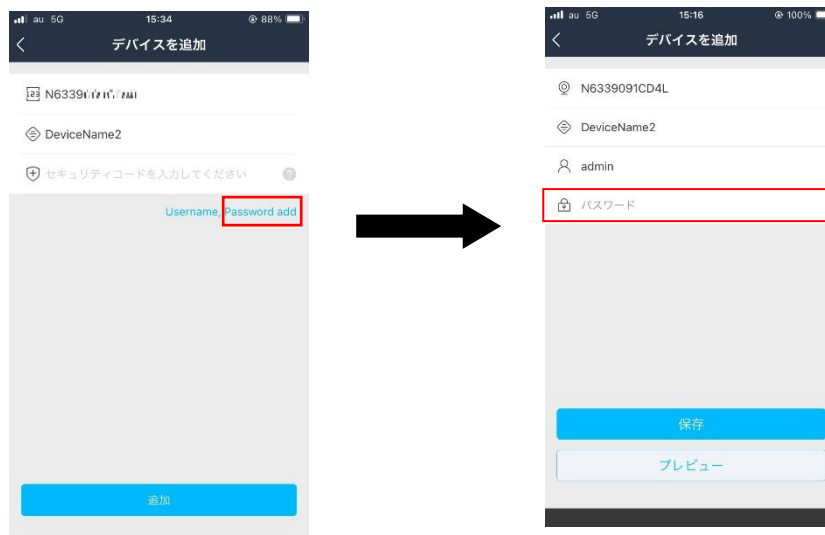 au 5G 15:34 88%
デバイスを追加
N6339
DeviceName2
セキュリティコードを入力してください ?
Username, Password add
追加
au 5G 15:16 100%
デバイスを追加
N6339091CD4L
DeviceName2
admin
パスワード
保存
プレビュー